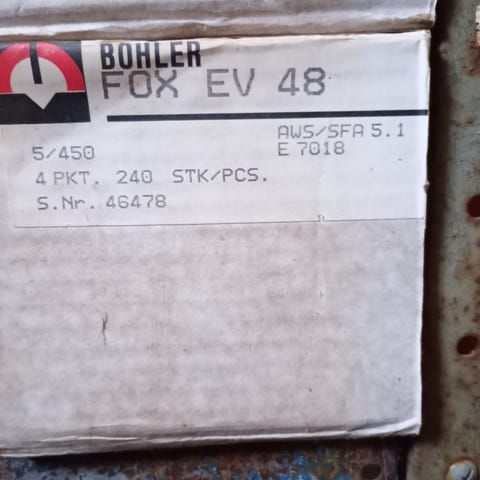 BÖHLER
FOX EV 48
AWS/SFA 5.1
5/450
E 7018
4 PKT. 240 STK/PCS.
S.Nr. 46478